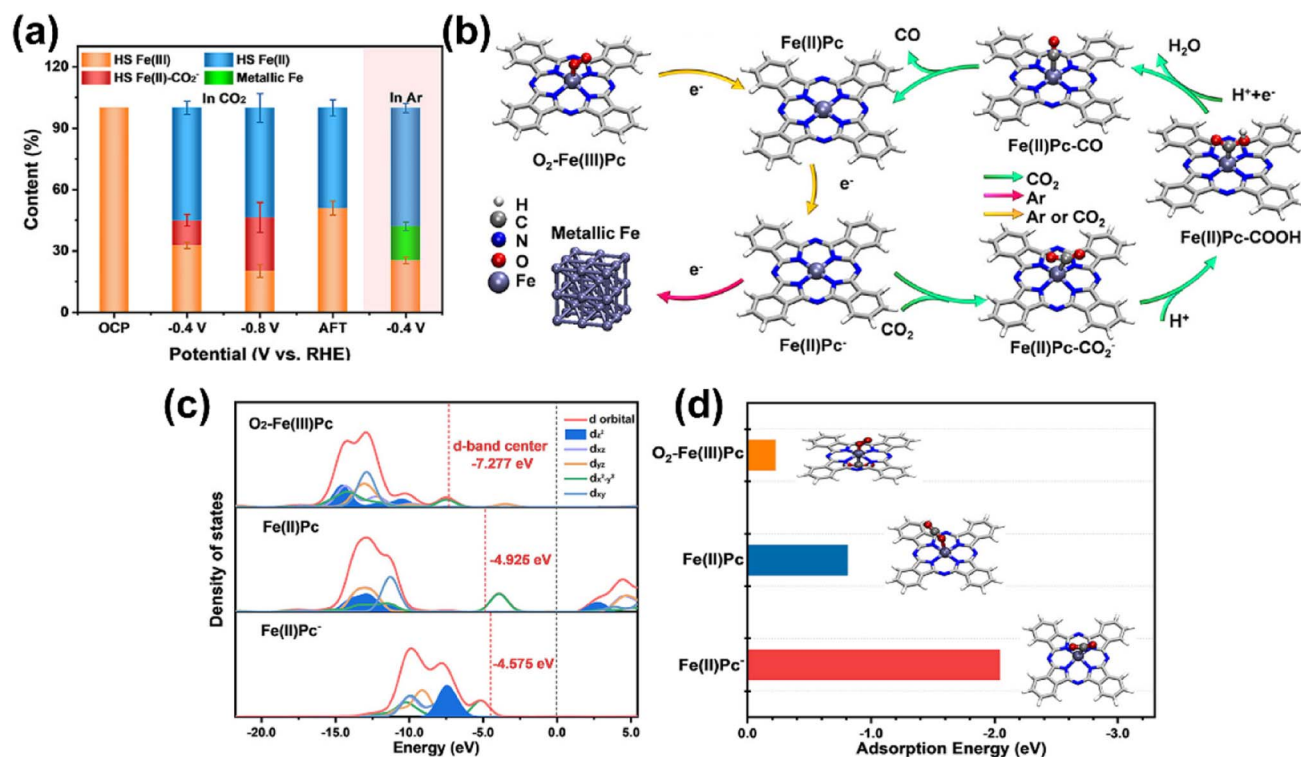 (a)
HS Fe(III)
HS Fe(II)
HS Fe(II)-CO₂⁻
Metallic Fe
In CO₂
In Ar
Content (%)
120
90
60
30
0
OCP
-0.4 V
-0.8 V
AFT
-0.4 V
Potential (V vs. RHE)
(b)
O₂-Fe(III)Pc
e⁻
Fe(II)Pc
CO
Fe(II)Pc-CO
H₂O
H⁺+e⁻
Fe(II)Pc-COOH
e⁻
CO₂
Ar
Ar or CO₂
H
C
N
O
Fe
Metallic Fe
e⁻
Fe(II)Pc⁻
CO₂
Fe(II)Pc-CO₂⁻
H⁺
(c)
O₂-Fe(III)Pc
d-band center
-7.277 eV
d orbital
dz²
dxz
dyz
dx²-y²
dxy
Fe(II)Pc
-4.925 eV
Fe(II)Pc⁻
-4.575 eV
Density of states
-20.0
-15.0
-10.0
-5.0
0.0
5.0
Energy (eV)
(d)
O₂-Fe(III)Pc
Fe(II)Pc
Fe(II)Pc⁻
0.0
-1.0
-2.0
-3.0
Adsorption Energy (eV)